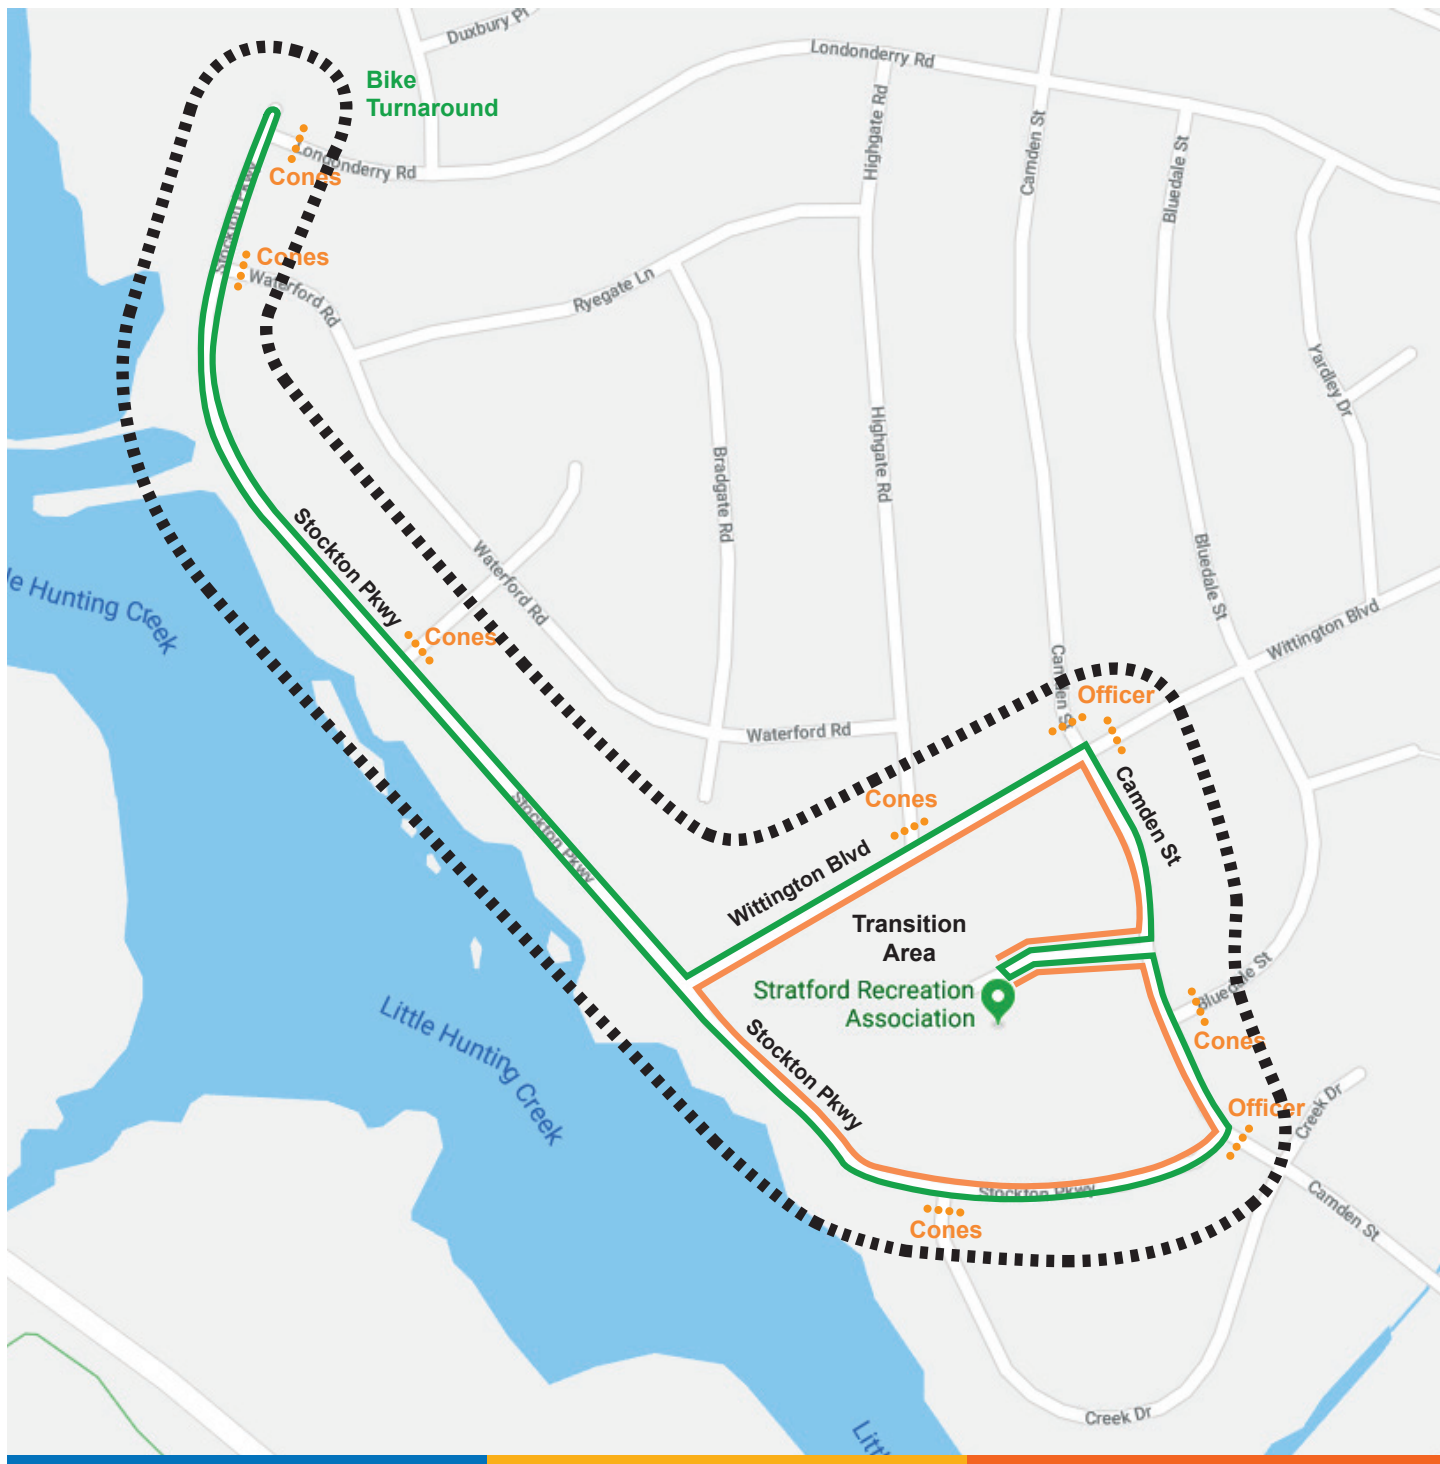 Duxbury Pl
Londonderry Rd
Bike
Turnaround
Highgate Rd
Camden St
Bluedale St
Londonderry Rd
Cones
Stockton Pkwy
Cones
Waterford Rd
Ryegate Ln
Yardley Dr
Highgate Rd
Bradgate Rd
Stockton Pkwy
Waterford Rd
Bluedale St
le Hunting Creek
Cones
Wittington Blvd
Camden St
Officer
Waterford Rd
Cones
Camden St
Stockton Pkwy
Wittington Blvd
Transition
Area
Stratford Recreation
Association
Bluedale St
Cones
Little Hunting Creek
Stockton Pkwy
Officer
Creek Dr
Stockton Pkwy
Cones
Camden St
Creek Dr
Littl